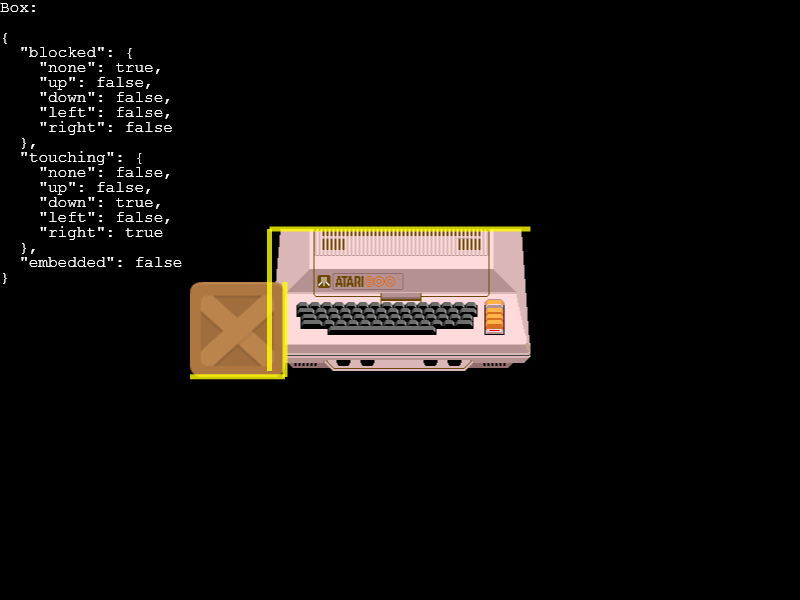 Box:
{
  "blocked": {
    "none": true,
    "up": false,
    "down": false,
    "left": false,
    "right": false
  },
  "touching": {
    "none": false,
    "up": false,
    "down": true,
    "left": false,
    "right": true
  },
  "embedded": false
}
ATARI 800